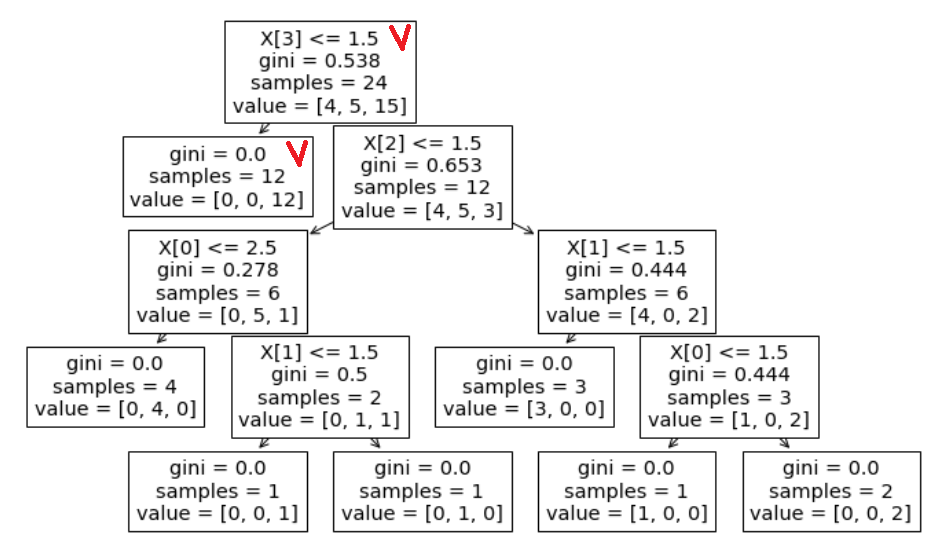 X[3] <= 1.5
gini = 0.538
samples = 24
value = [4, 5, 15]
gini = 0.0
samples = 12
value = [0, 0, 12]
X[2] <= 1.5
gini = 0.653
samples = 12
value = [4, 5, 3]
X[0] <= 2.5
gini = 0.278
samples = 6
value = [0, 5, 1]
X[1] <= 1.5
gini = 0.444
samples = 6
value = [4, 0, 2]
gini = 0.0
samples = 4
value = [0, 4, 0]
X[1] <= 1.5
gini = 0.5
samples = 2
value = [0, 1, 1]
gini = 0.0
samples = 3
value = [3, 0, 0]
X[0] <= 1.5
gini = 0.444
samples = 3
value = [1, 0, 2]
gini = 0.0
samples = 1
value = [0, 0, 1]
gini = 0.0
samples = 1
value = [0, 1, 0]
gini = 0.0
samples = 1
value = [1, 0, 0]
gini = 0.0
samples = 2
value = [0, 0, 2]